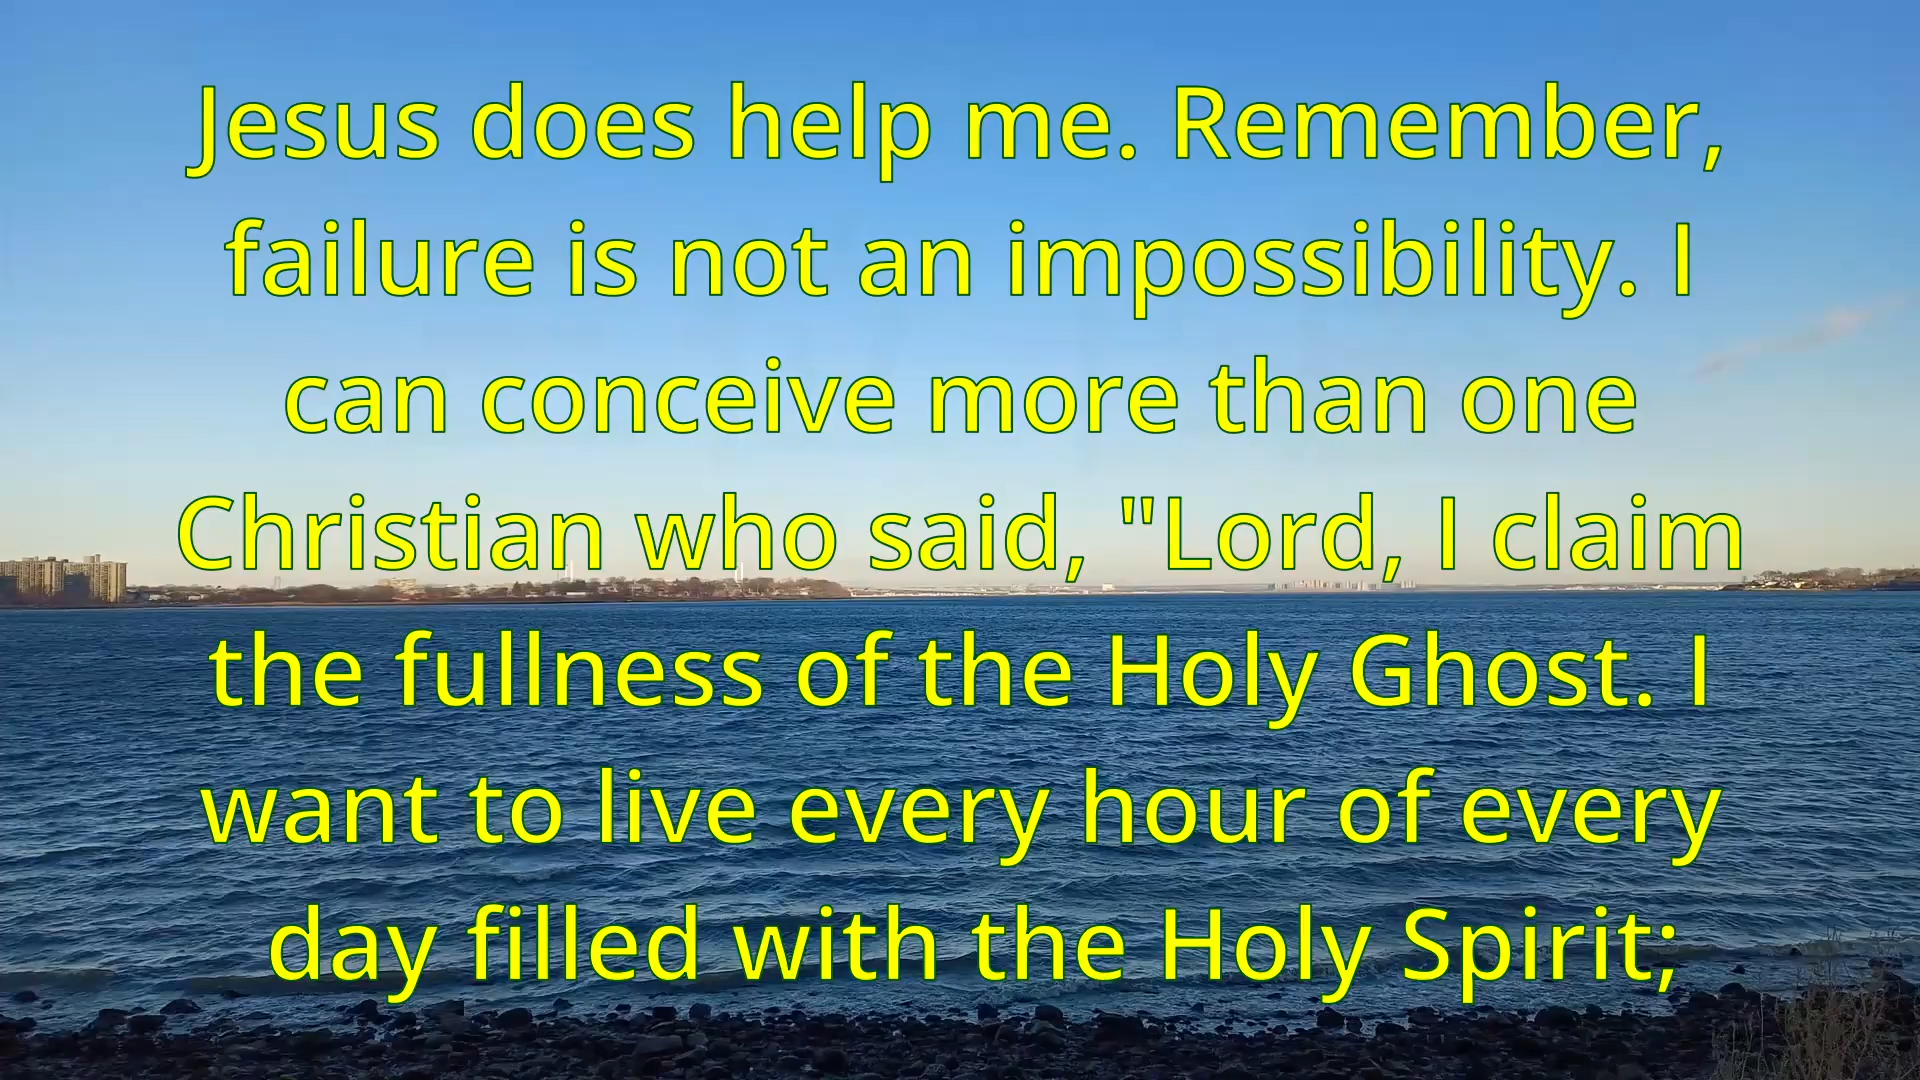 Jesus does help me. Remember,
failure is not an impossibility. I
can conceive more than one
Christian who said, "Lord, I claim
the fullness of the Holy Ghost. I
want to live every hour of every
day filled with the Holy Spirit;